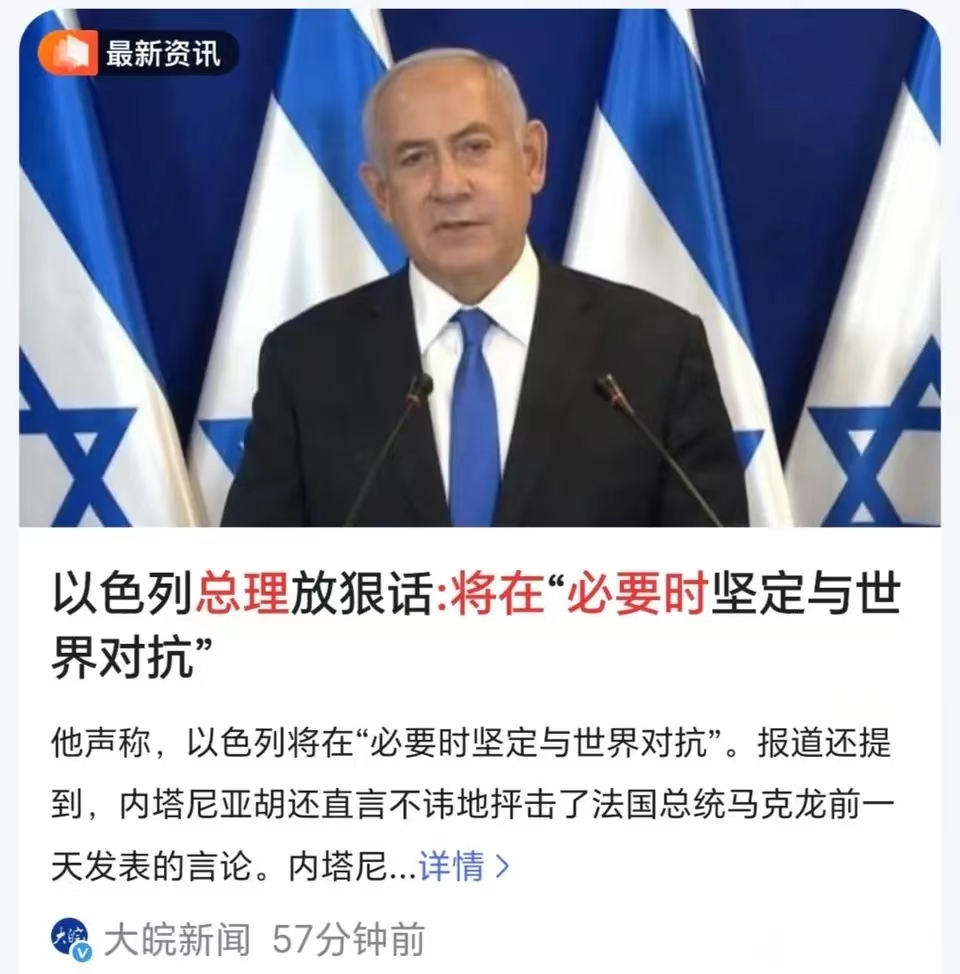 最新资讯
以色列总理放狠话:将在“必要时坚定与世
界对抗”
他声称，以色列将在“必要时坚定与世界对抗”。报道还提
到，内塔尼亚胡还直言不讳地抨击了法国总统马克龙前一
天发表的言论。内塔尼...详情
大皖
大皖新闻 57分钟前